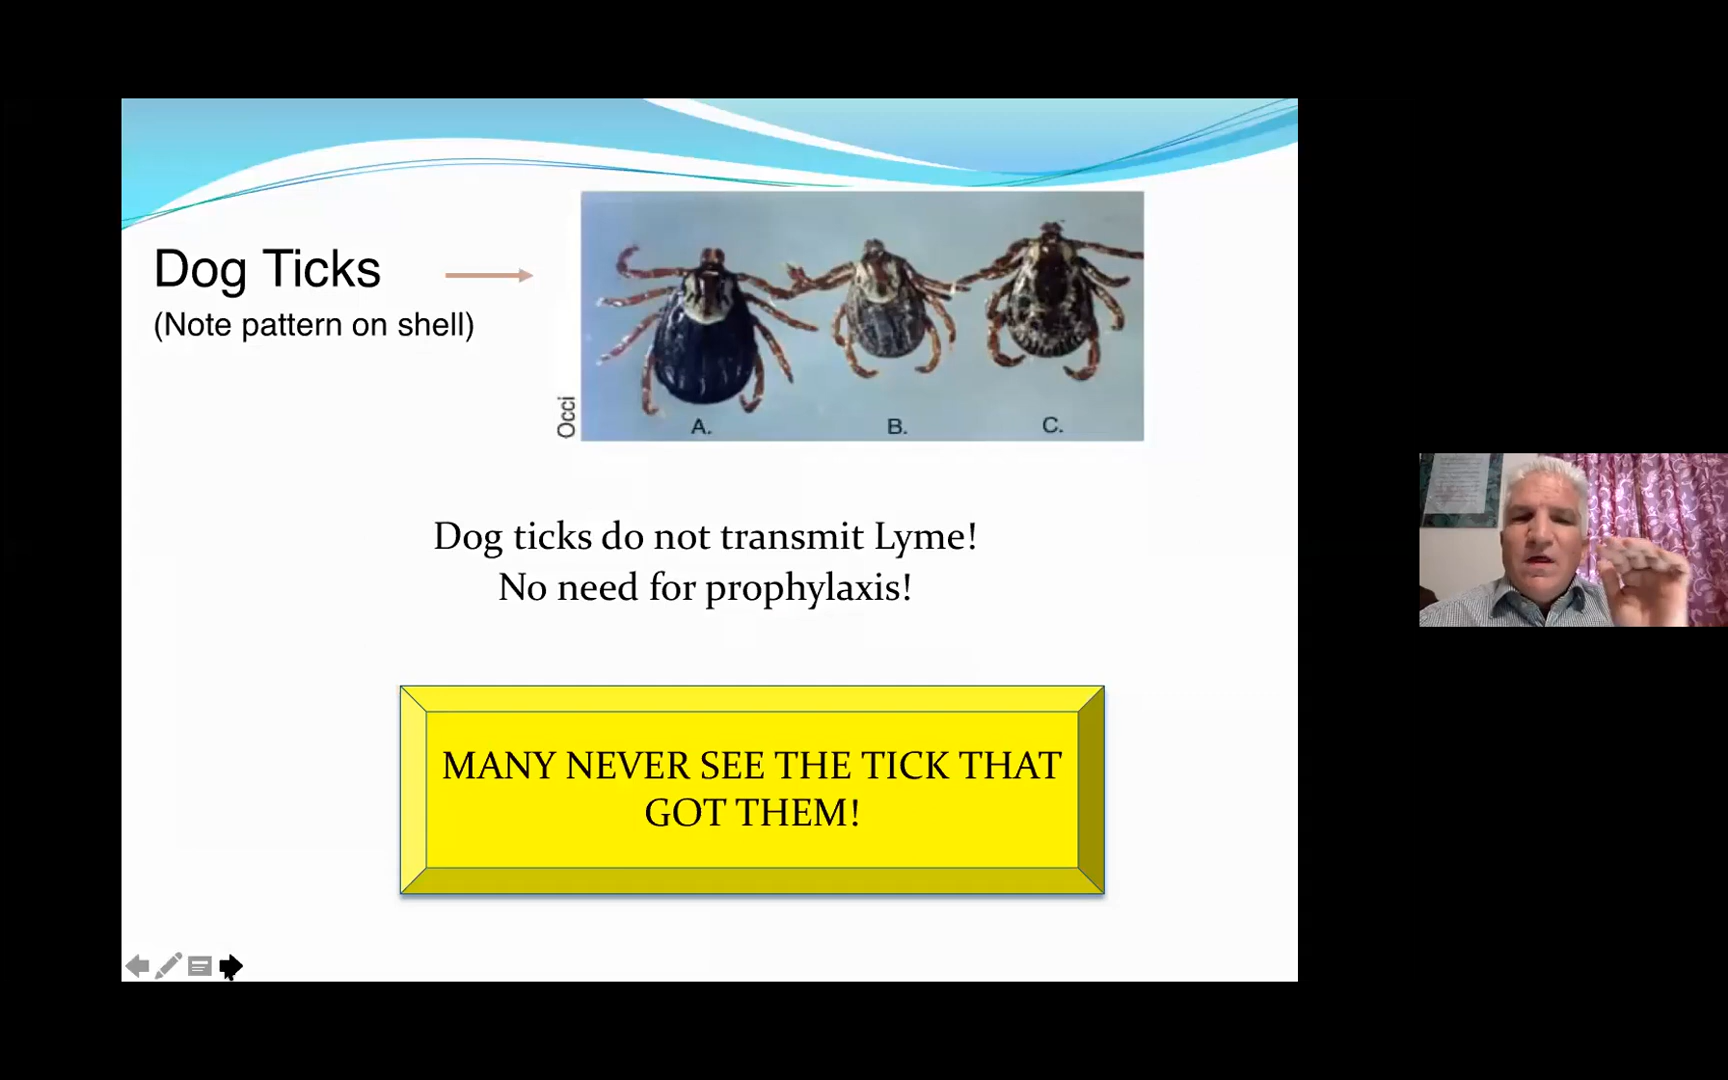 Dog Ticks
(Note pattern on shell)
Occi
A.
B.
C.
Dog ticks do not transmit Lyme!
No need for prophylaxis!
MANY NEVER SEE THE TICK THAT
GOT THEM!